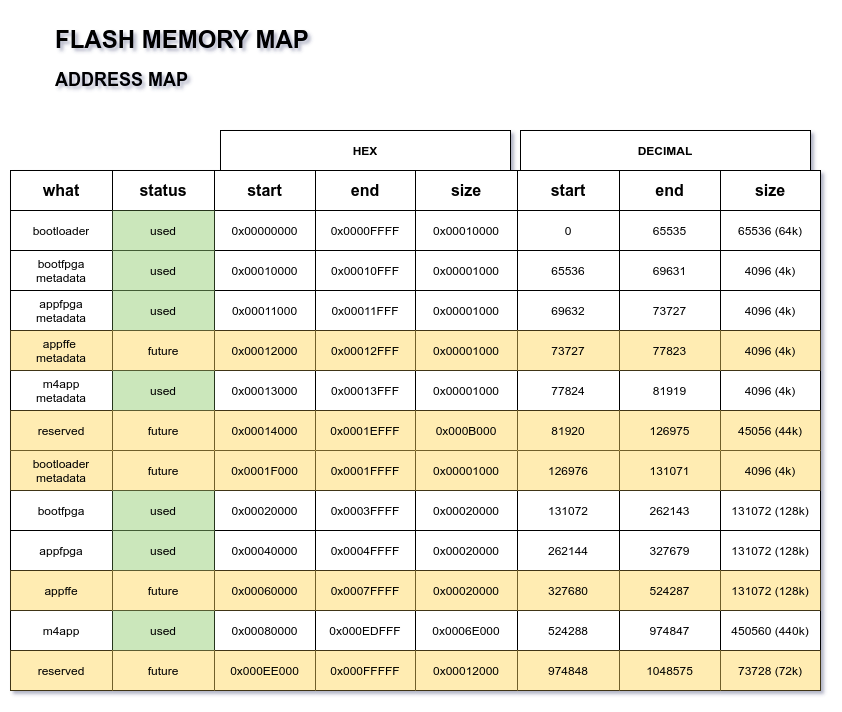 FLASH MEMORY MAP
ADDRESS MAP
HEX DECIMAL
what status start end size start end size
bootloader used 0x00000000 0x0000FFFF 0x00010000 0 65535 65536 (64k)
bootfpga
metadata used 0x00010000 0x00010FFF 0x00001000 65536 69631 4096 (4k)
appfpga
metadata used 0x00011000 0x00011FFF 0x00001000 69632 73727 4096 (4k)
appffe
metadata future 0x00012000 0x00012FFF 0x00001000 73727 77823 4096 (4k)
m4app
metadata used 0x00013000 0x00013FFF 0x00001000 77824 81919 4096 (4k)
reserved future 0x00014000 0x0001EFFF 0x000B000 81920 126975 45056 (44k)
bootloader
metadata future 0x0001F000 0x0001FFFF 0x00001000 126976 131071 4096 (4k)
bootfpga used 0x00020000 0x0003FFFF 0x00020000 131072 262143 131072 (128k)
appfpga used 0x00040000 0x0004FFFF 0x00020000 262144 327679 131072 (128k)
appffe future 0x00060000 0x0007FFFF 0x00020000 327680 524287 131072 (128k)
m4app used 0x00080000 0x000EDFFF 0x0006E000 524288 974847 450560 (440k)
reserved future 0x000EE000 0x000FFFFF 0x00012000 974848 1048575 73728 (72k)